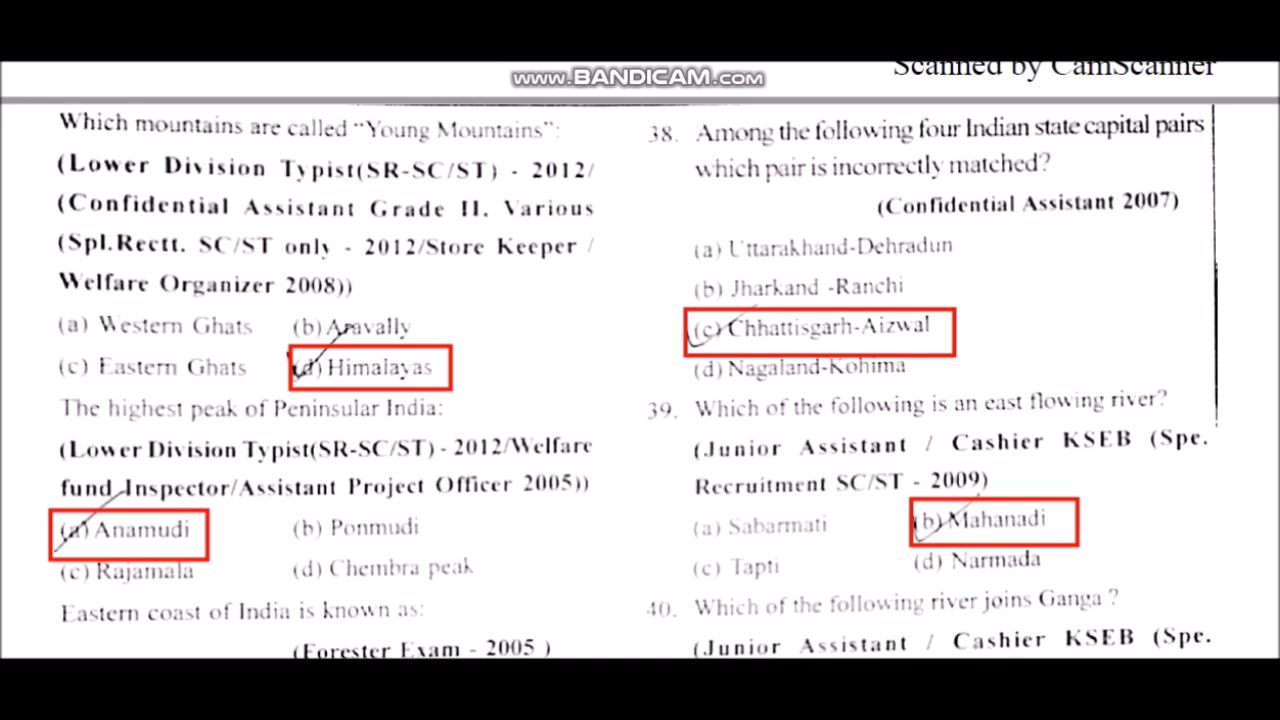 www.BANDICAM.com
Scanned by CamScanner
Which mountains are called “Young Mountains”:
(Lower Division Typist(SR-SC/ST) - 2012/
(Confidential Assistant Grade II. Various
(Spl.Rectt. SC/ST only - 2012/Store Keeper /
Welfare Organizer 2008))
(a) Western Ghats (b) Aravally
(c) Eastern Ghats (d) Himalayas
The highest peak of Peninsular India:
(Lower Division Typist(SR-SC/ST) - 2012/Welfare
fund Inspector/Assistant Project Officer 2005))
(a) Anamudi (b) Ponmudi
(c) Rajamala (d) Chembra peak
Eastern coast of India is known as:
(Forester Exam - 2005 )
38. Among the following four Indian state capital pairs
which pair is incorrectly matched?
(Confidential Assistant 2007)
(a) Uttarakhand-Dehradun
(b) Jharkand -Ranchi
(c) Chhattisgarh-Aizwal
(d) Nagaland-Kohima
39. Which of the following is an east flowing river?
(Junior Assistant / Cashier KSEB (Spe.
Recruitment SC/ST - 2009)
(a) Sabarmati (b) Mahanadi
(c) Tapti (d) Narmada
40. Which of the following river joins Ganga ?
(Junior Assistant / Cashier KSEB (Spe.